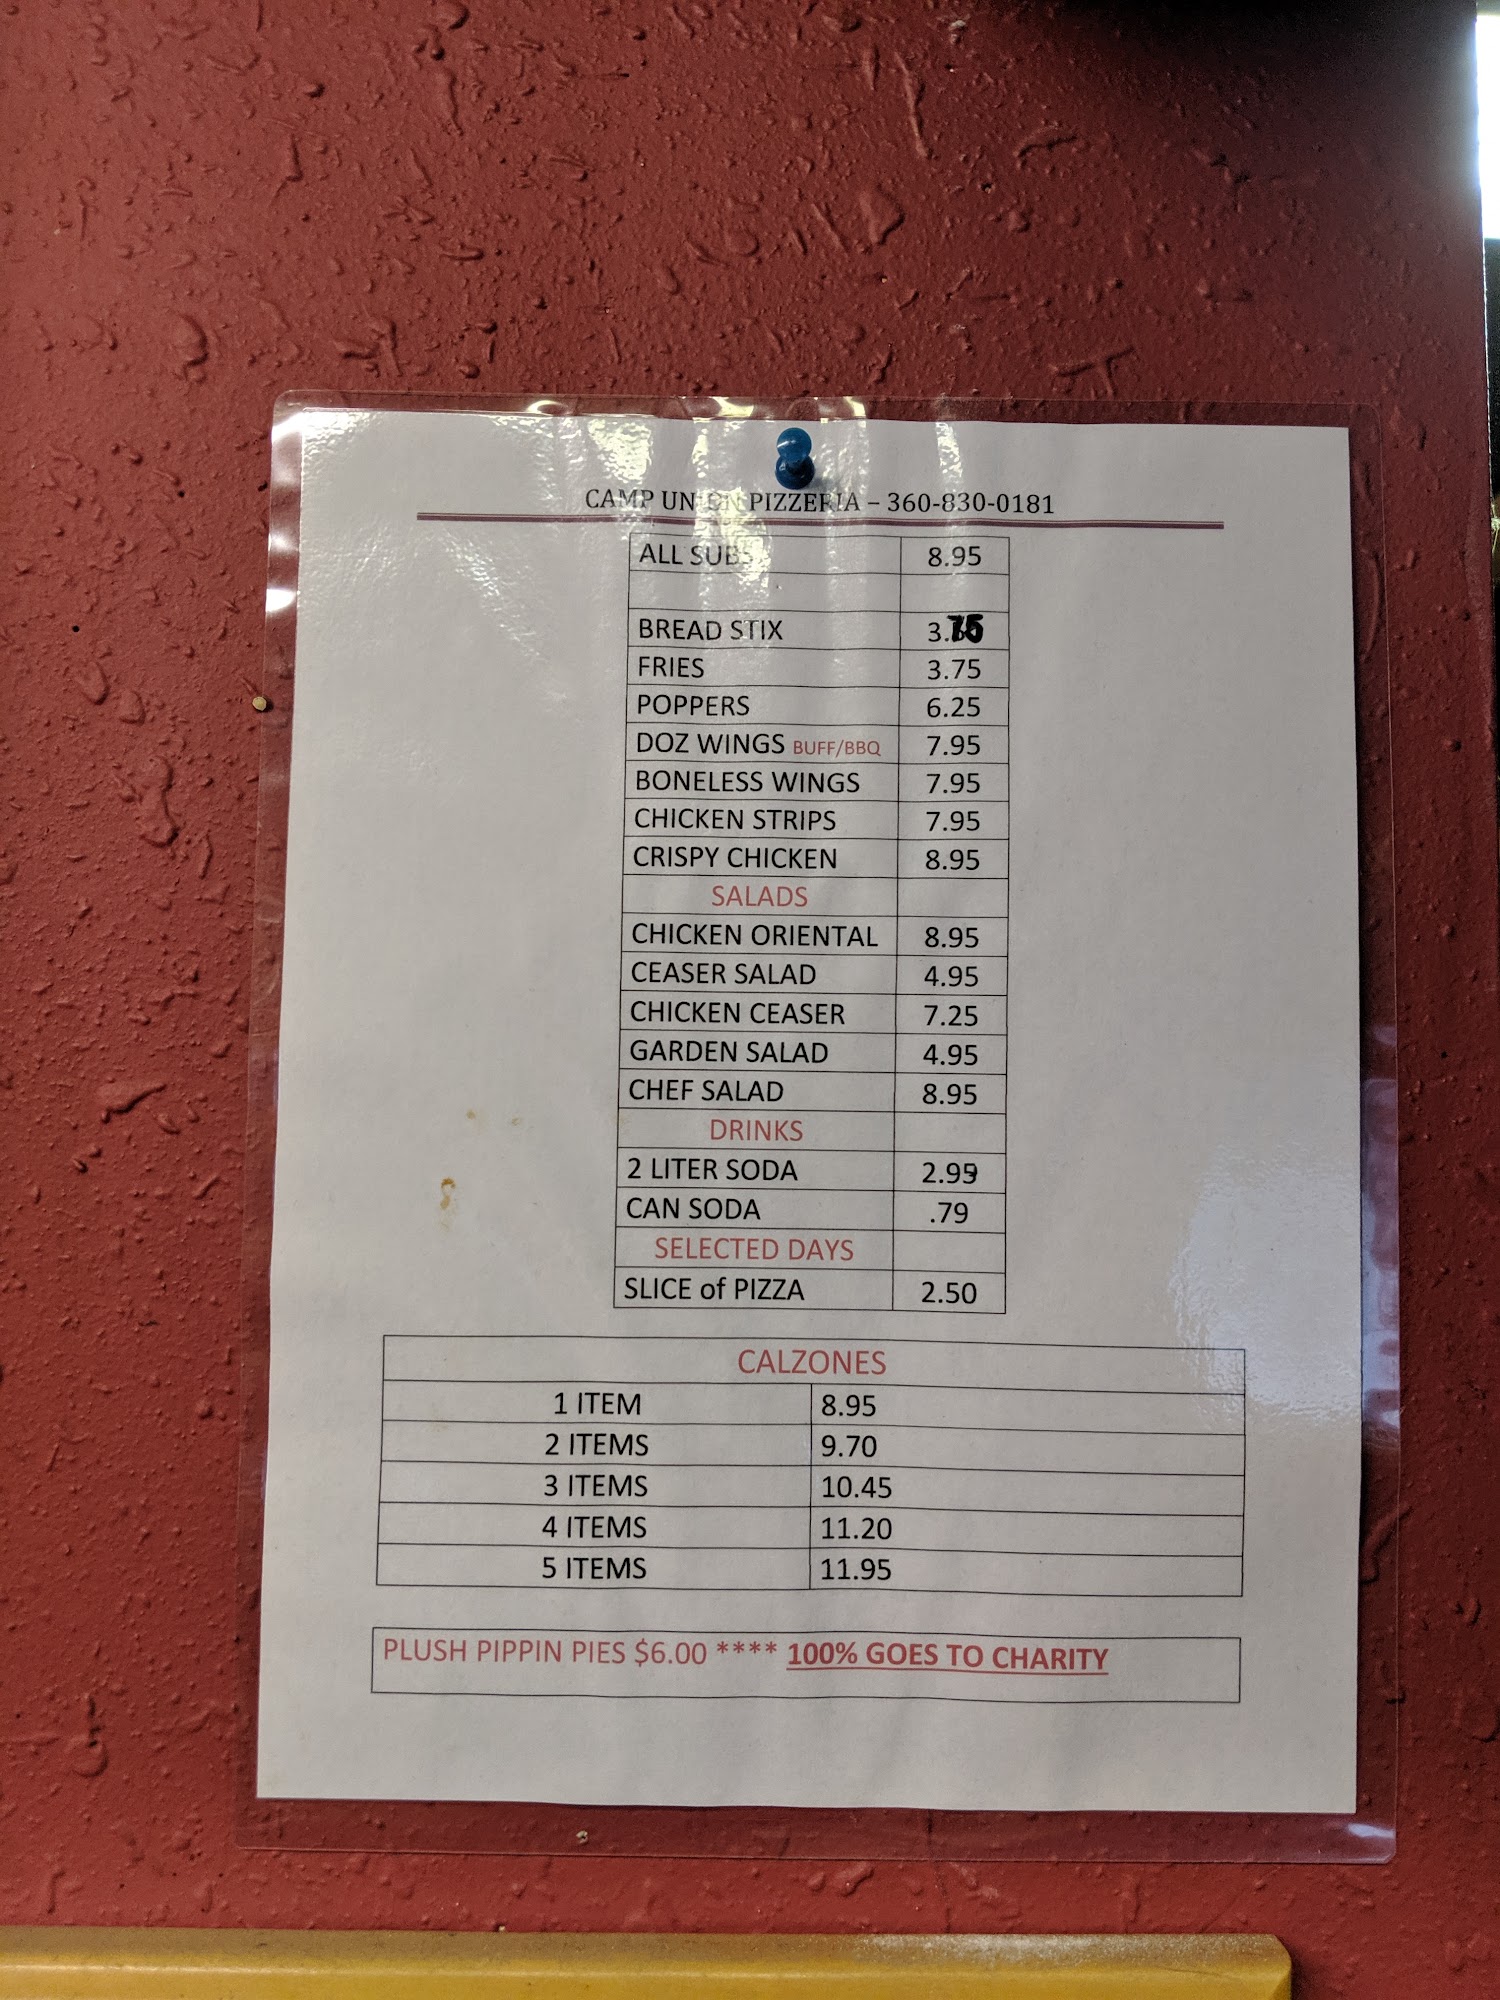 CAMP UNION PIZZERIA – 360-830-0181
ALL SUBS 8.95
BREAD STIX 3.75
FRIES 3.75
POPPERS 6.25
DOZ WINGS BUFF/BBQ 7.95
BONELESS WINGS 7.95
CHICKEN STRIPS 7.95
CRISPY CHICKEN 8.95
SALADS
CHICKEN ORIENTAL 8.95
CEASER SALAD 4.95
CHICKEN CEASER 7.25
GARDEN SALAD 4.95
CHEF SALAD 8.95
DRINKS
2 LITER SODA 2.99
CAN SODA .79
SELECTED DAYS
SLICE of PIZZA 2.50
CALZONES
1 ITEM 8.95
2 ITEMS 9.70
3 ITEMS 10.45
4 ITEMS 11.20
5 ITEMS 11.95
PLUSH PIPPIN PIES $6.00 **** 100% GOES TO CHARITY